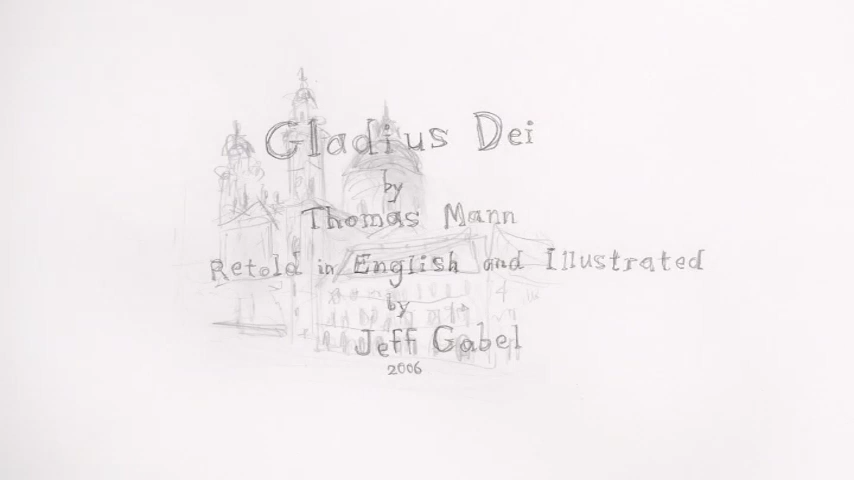 Gladius Dei
by
Thomas Mann
Retold in English and Illustrated
by
Jeff Gabel
2006